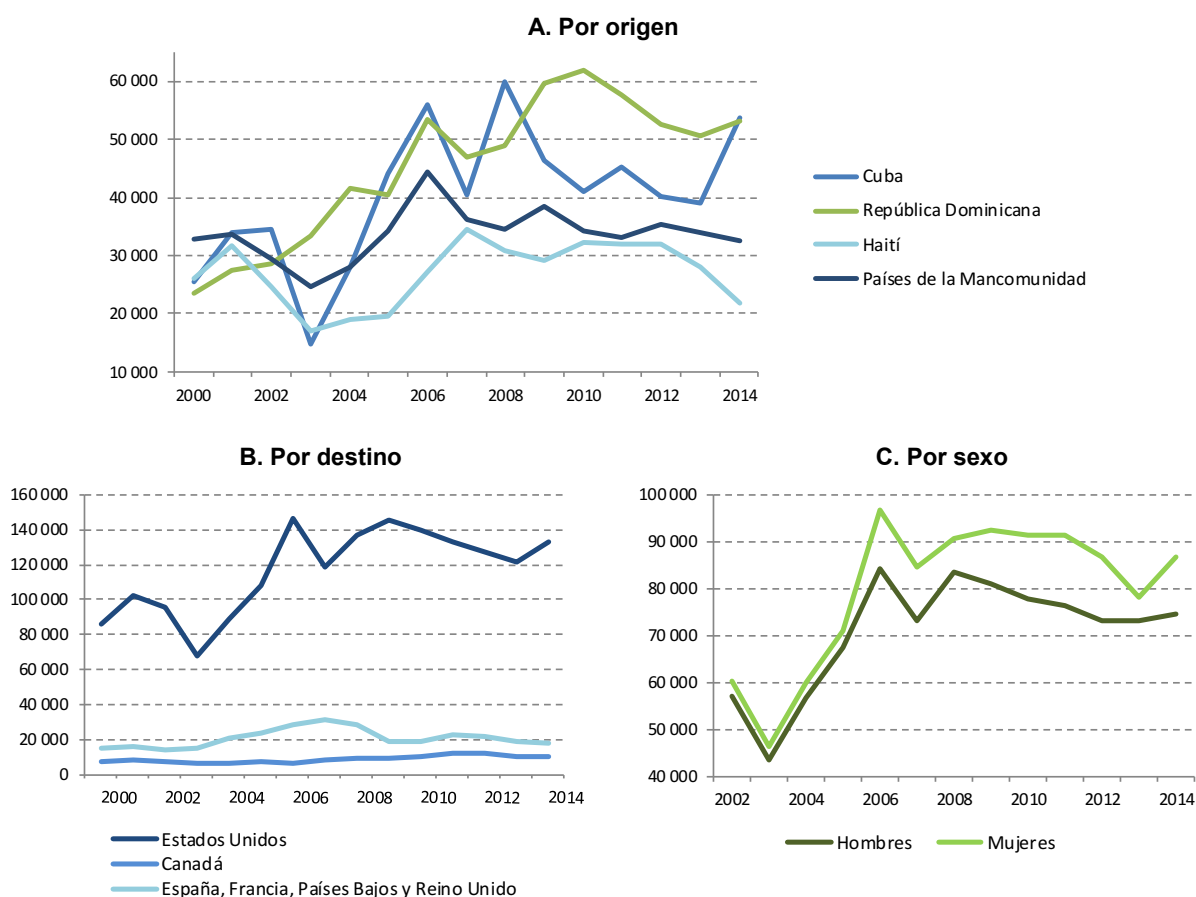 A. Por origen
60 000
50 000
40 000
30 000
20 000
10 000
2000 2002 2004 2006 2008 2010 2012 2014
Cuba
República Dominicana
Haití
Países de la Mancomunidad
B. Por destino
160 000
140 000
120 000
100 000
80 000
60 000
40 000
20 000
0
2000 2002 2004 2006 2008 2010 2012 2014
Estados Unidos
Canadá
España, Francia, Países Bajos y Reino Unido
C. Por sexo
100 000
90 000
80 000
70 000
60 000
50 000
40 000
2002 2004 2006 2008 2010 2012 2014
Hombres Mujeres